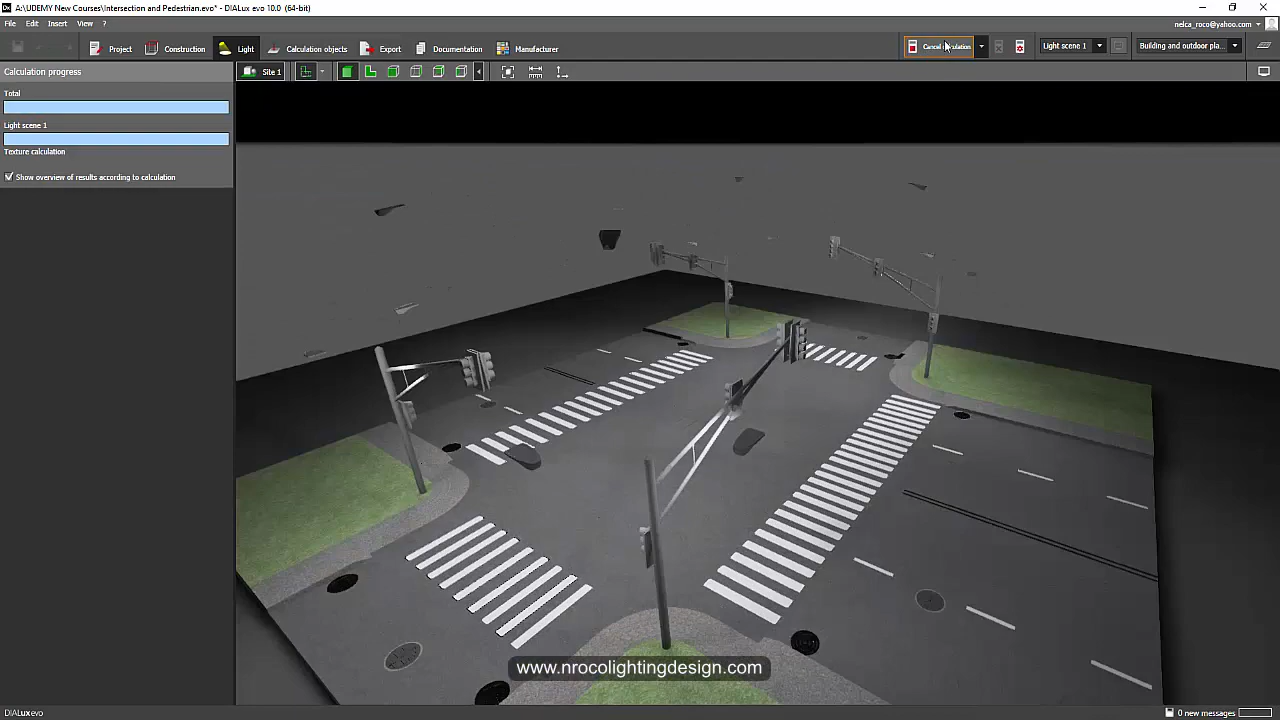 A:\UDEMY New Courses\Intersection and Pedestrian.evo* - DIALux evo 10.0 (64-bit)
File Edit Insert View ?
nelca_roco@yahoo.com
Project Construction Light Calculation objects Export Documentation Manufacturer
Cancel calculation Light scene 1 Building and outdoor pla...
Calculation progress
Site 1
Total
Light scene 1
Texture calculation
Show overview of results according to calculation
www.nrocolightingdesign.com
DIALux evo
0 new messages